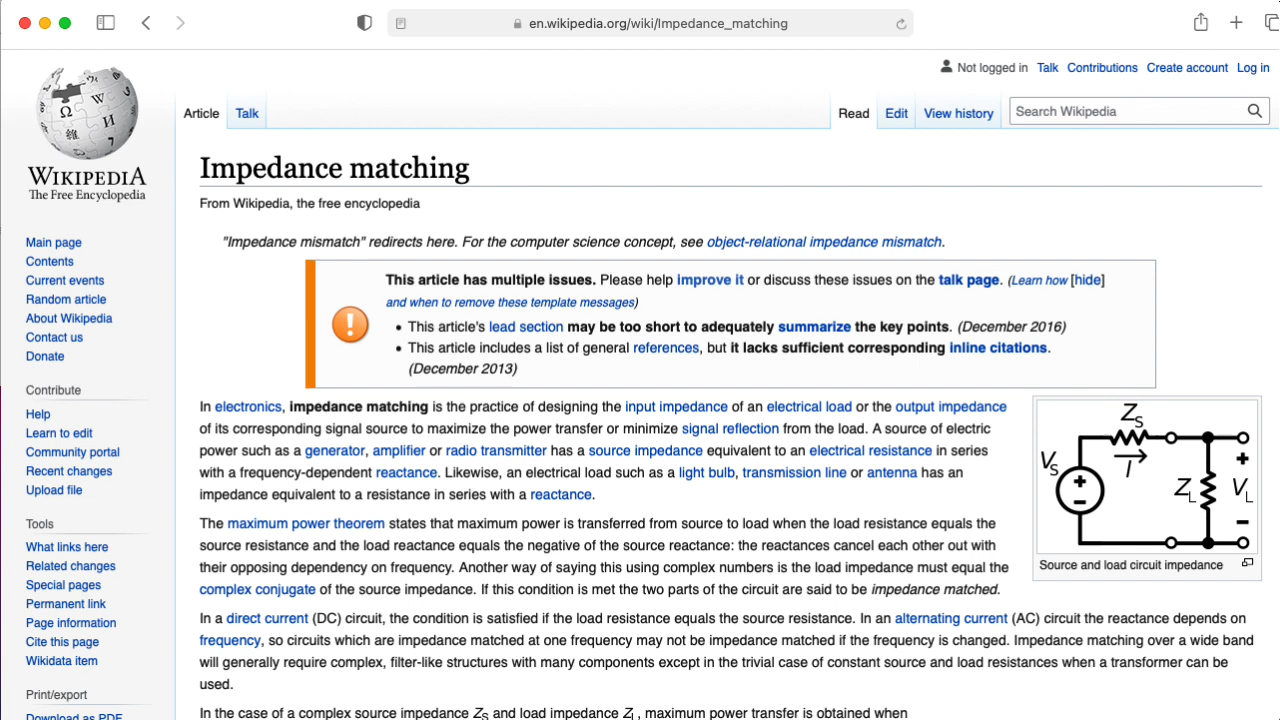 en.wikipedia.org/wiki/Impedance_matching
Not logged in Talk Contributions Create account Log in
Article Talk Read Edit View history Search Wikipedia
WIKIPEDIA
The Free Encyclopedia
Main page
Contents
Current events
Random article
About Wikipedia
Contact us
Donate
Contribute
Help
Learn to edit
Community portal
Recent changes
Upload file
Tools
What links here
Related changes
Special pages
Permanent link
Page information
Cite this page
Wikidata item
Print/export
Download as PDF
Impedance matching
From Wikipedia, the free encyclopedia
"Impedance mismatch" redirects here. For the computer science concept, see object-relational impedance mismatch.
This article has multiple issues. Please help improve it or discuss these issues on the talk page. (Learn how [hide]
and when to remove these template messages)
• This article's lead section may be too short to adequately summarize the key points. (December 2016)
• This article includes a list of general references, but it lacks sufficient corresponding inline citations.
(December 2013)
In electronics, impedance matching is the practice of designing the input impedance of an electrical load or the output impedance
of its corresponding signal source to maximize the power transfer or minimize signal reflection from the load. A source of electric
power such as a generator, amplifier or radio transmitter has a source impedance equivalent to an electrical resistance in series
with a frequency-dependent reactance. Likewise, an electrical load such as a light bulb, transmission line or antenna has an
impedance equivalent to a resistance in series with a reactance.
The maximum power theorem states that maximum power is transferred from source to load when the load resistance equals the
source resistance and the load reactance equals the negative of the source reactance: the reactances cancel each other out with
their opposing dependency on frequency. Another way of saying this using complex numbers is the load impedance must equal the
complex conjugate of the source impedance. If this condition is met the two parts of the circuit are said to be impedance matched.
In a direct current (DC) circuit, the condition is satisfied if the load resistance equals the source resistance. In an alternating current (AC) circuit the reactance depends on
frequency, so circuits which are impedance matched at one frequency may not be impedance matched if the frequency is changed. Impedance matching over a wide band
will generally require complex, filter-like structures with many components except in the trivial case of constant source and load resistances when a transformer can be
used.
In the case of a complex source impedance ZS and load impedance ZL, maximum power transfer is obtained when
ZS
VS
I
ZL
VL
Source and load circuit impedance